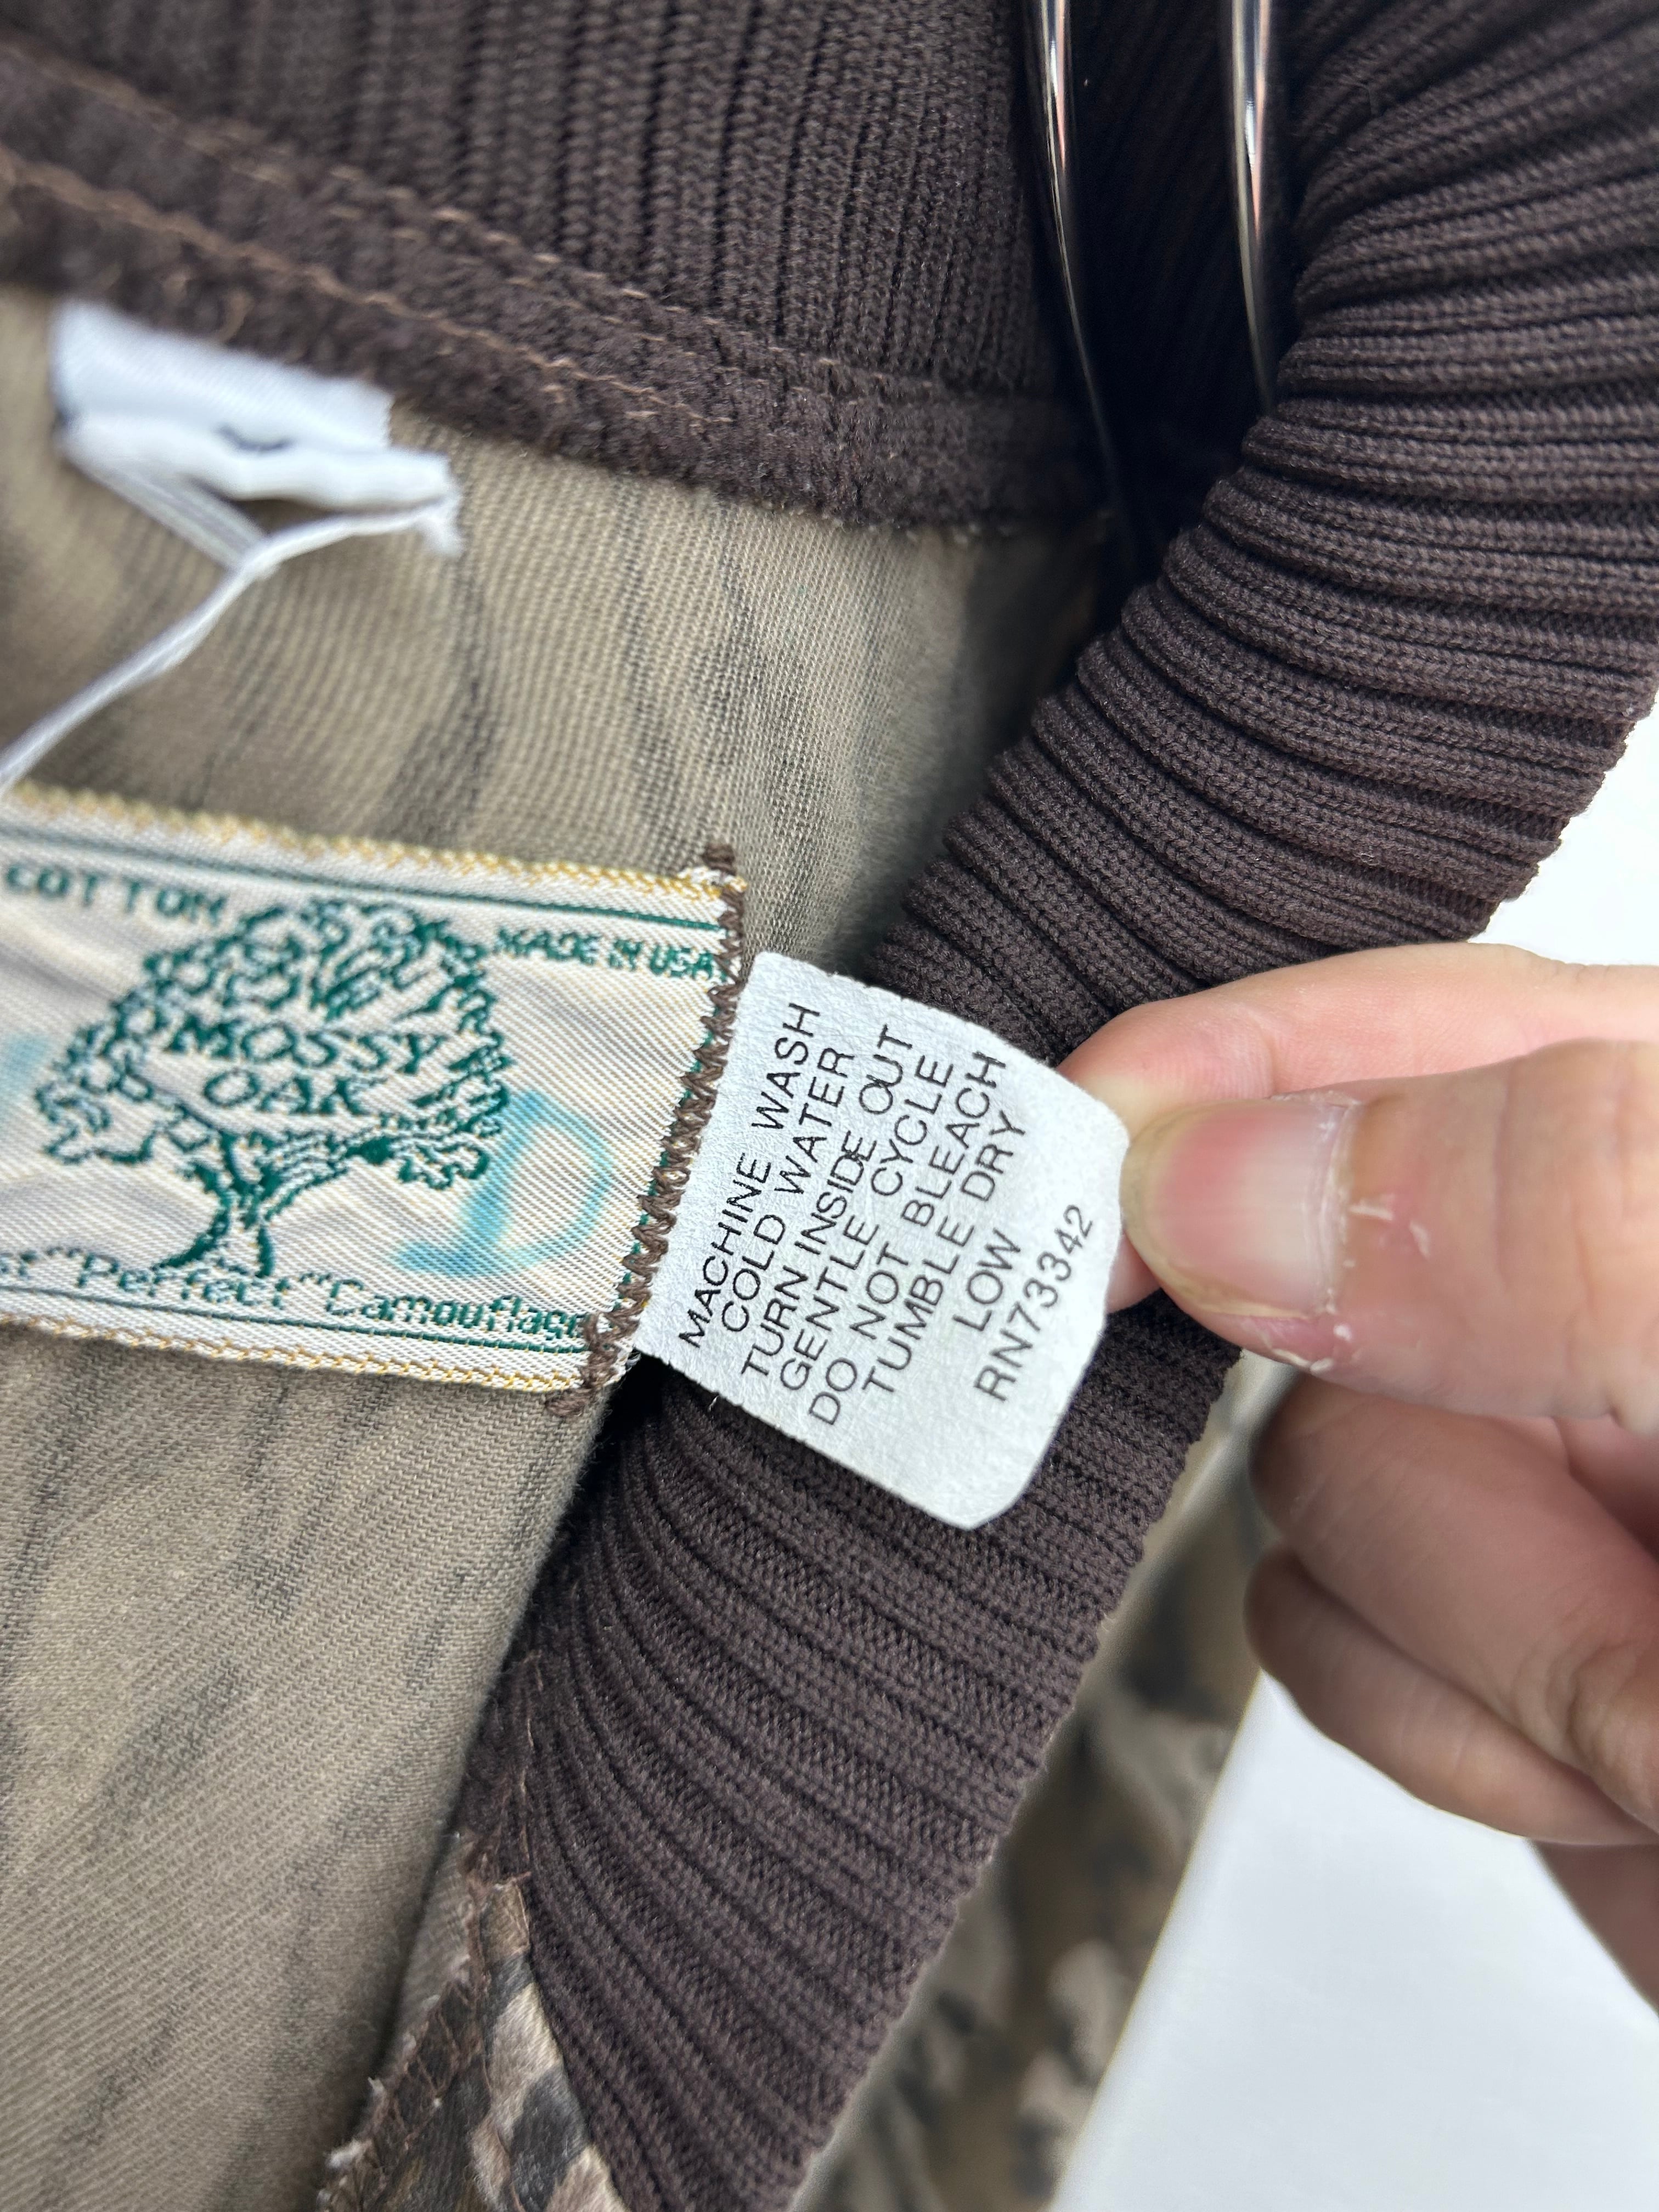 COTTON
MADE IN USA
MOSSY
OAK
"Perfect" Camouflage
MACHINE WASH
COLD WATER
TURN INSIDE OUT
GENTLE CYCLE
DO NOT BLEACH
TUMBLE DRY
LOW
RN73342